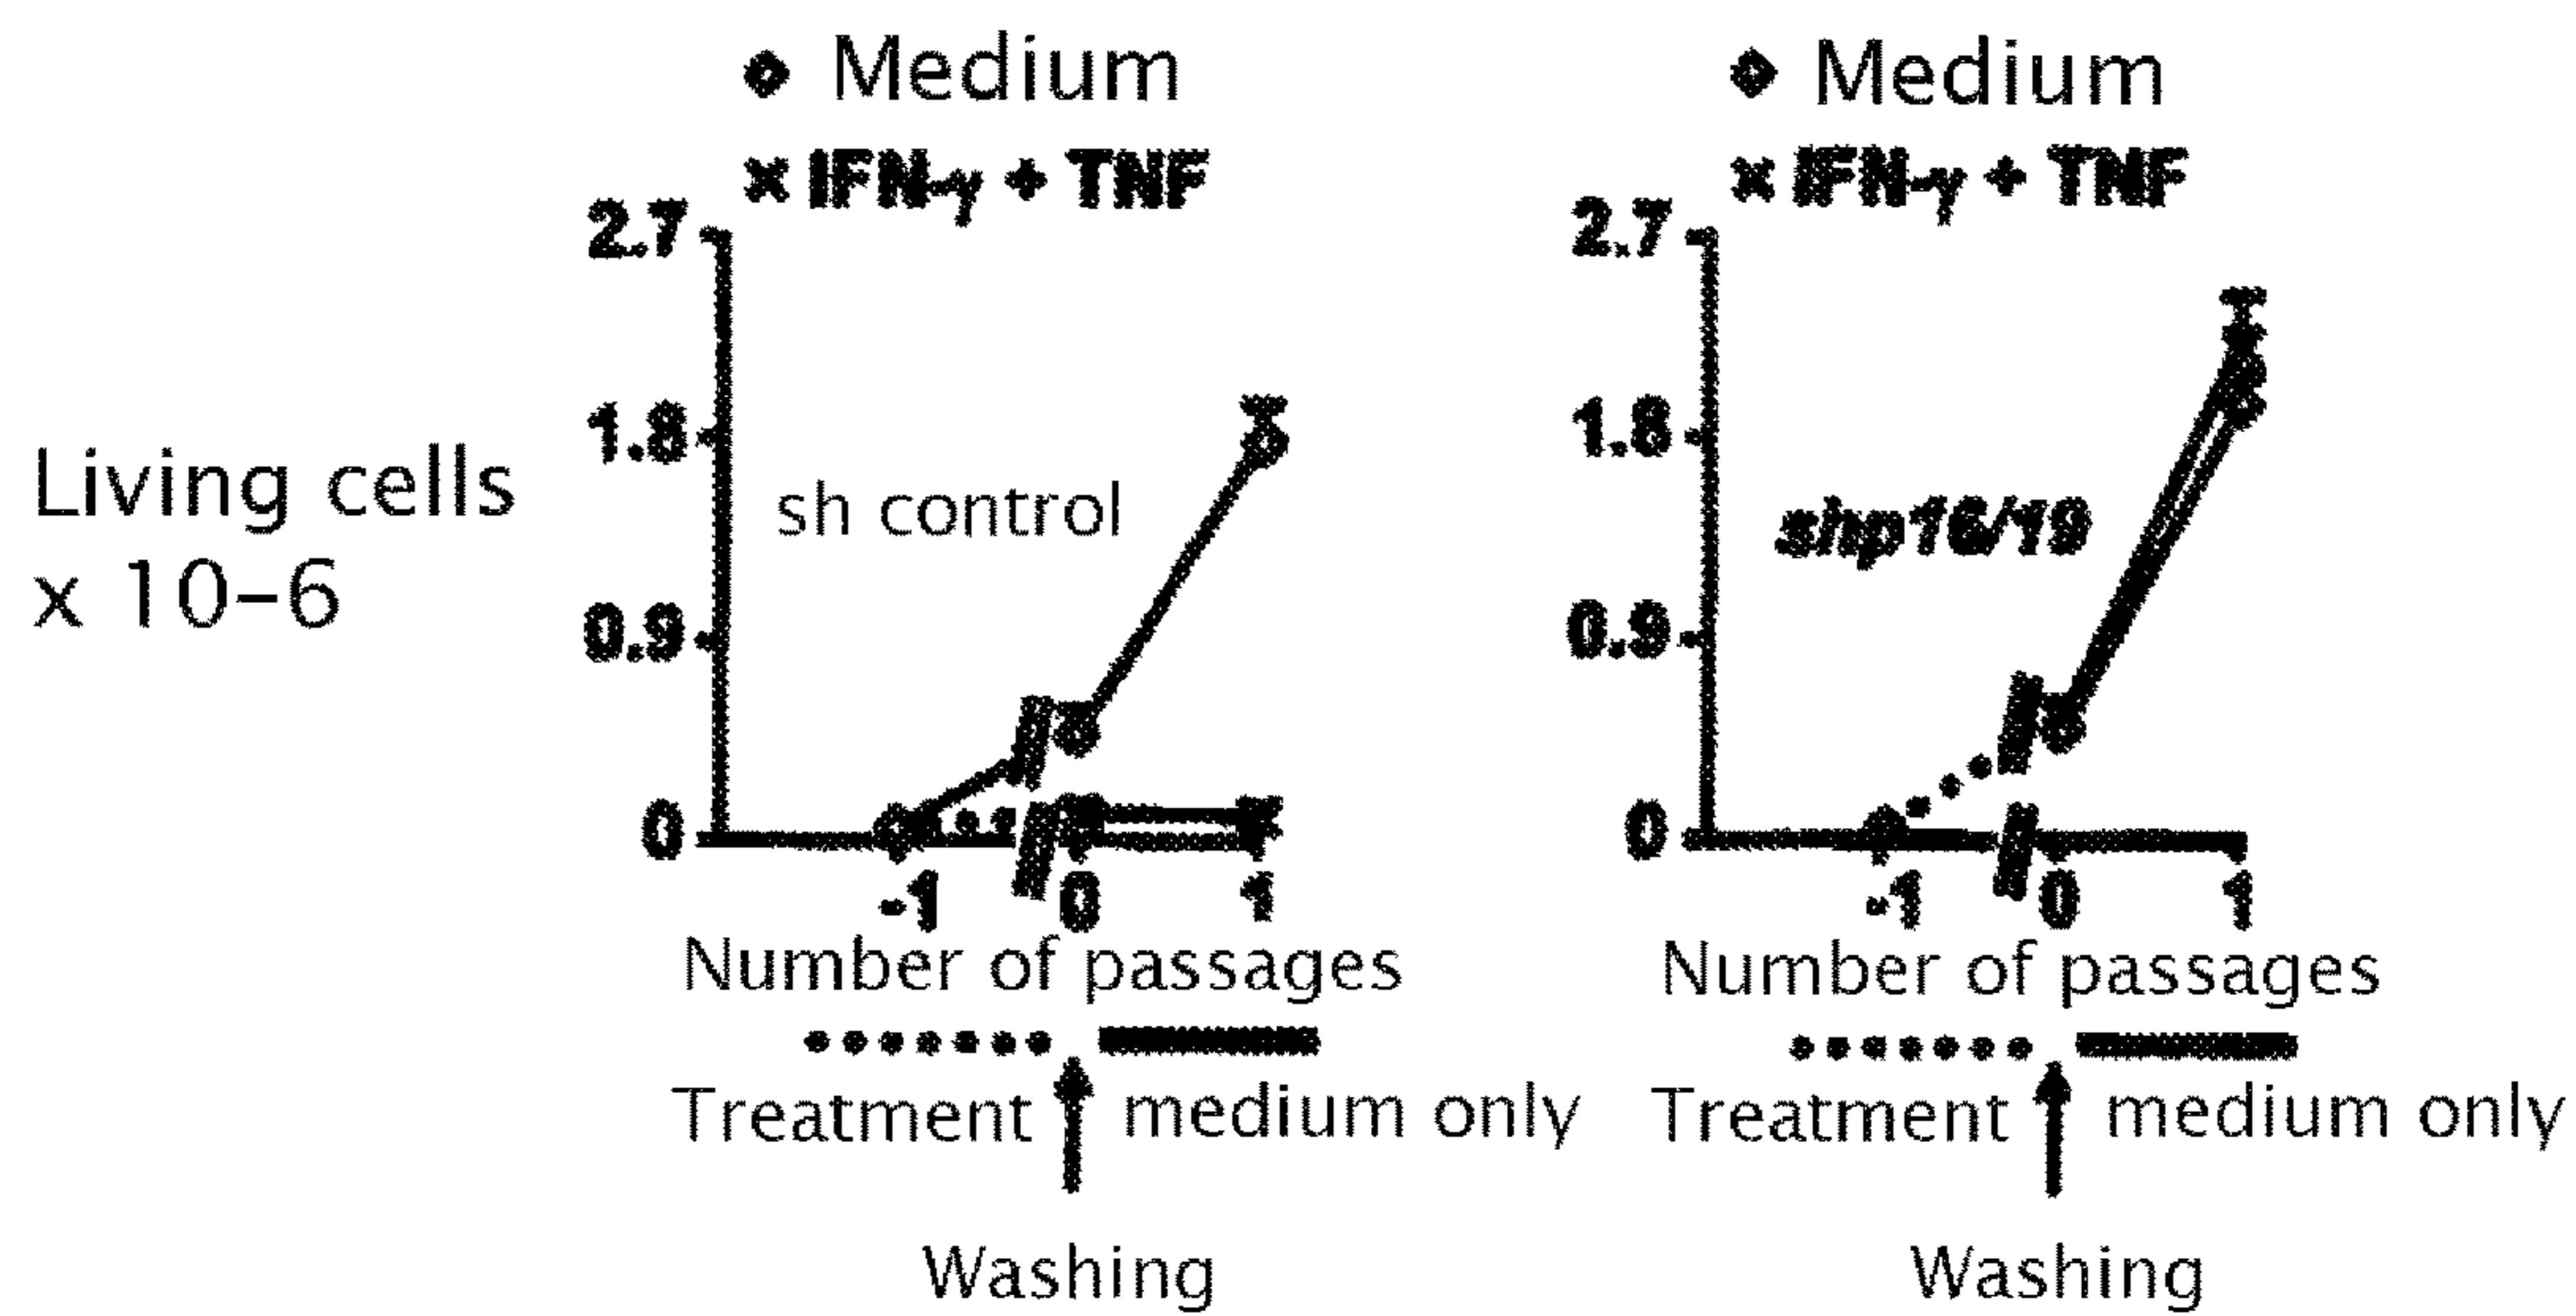 Medium
× IFN-γ + TNF
2.7
1.8
0.9
0
sh control
-1 0 1
Number of passages
Treatment medium only
Washing
Living cells
x 10-6
Medium
× IFN-γ + TNF
2.7
1.8
0.9
0
shp16/19
-1 0 1
Number of passages
Treatment medium only
Washing